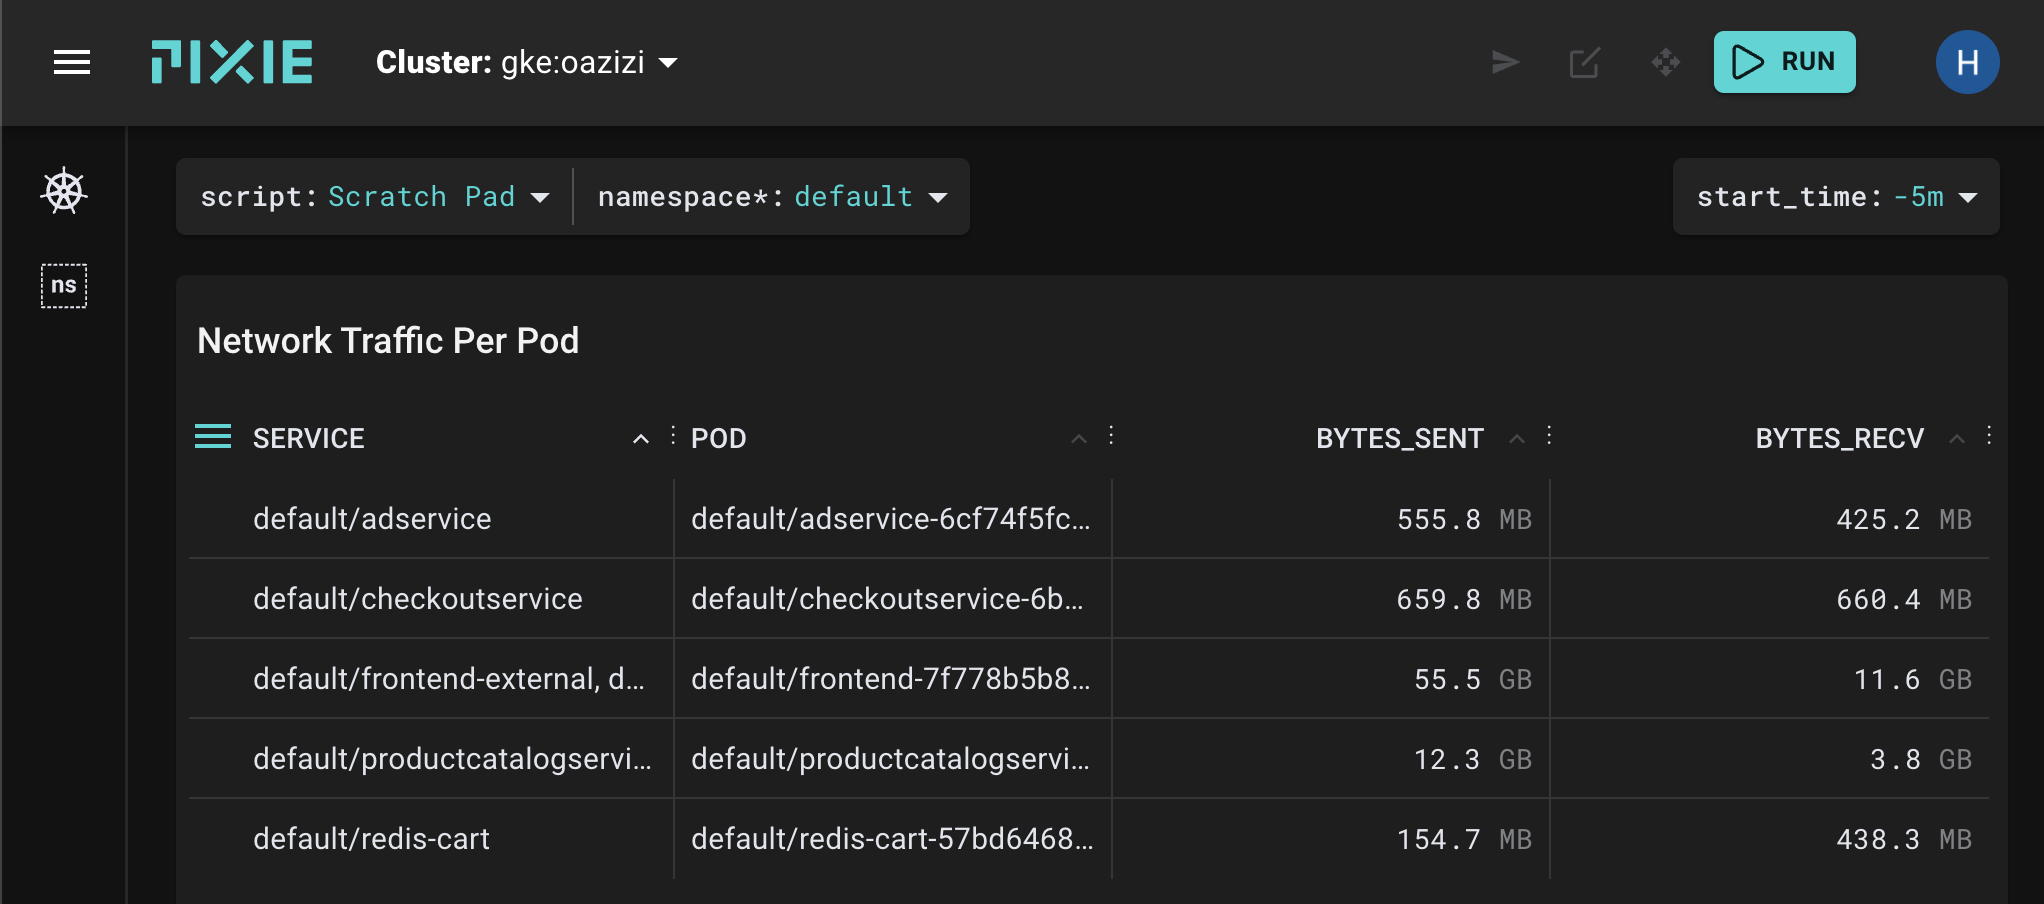 PIXIE Cluster: gke:oazizi RUN H
script: Scratch Pad namespace*: default start_time: -5m
ns
Network Traffic Per Pod
SERVICE POD BYTES_SENT BYTES_RECV
default/adservice default/adservice-6cf74f5fc... 555.8 MB 425.2 MB
default/checkoutservice default/checkoutservice-6b... 659.8 MB 660.4 MB
default/frontend-external, d... default/frontend-7f778b5b8... 55.5 GB 11.6 GB
default/productcatalogservi... default/productcatalogservi... 12.3 GB 3.8 GB
default/redis-cart default/redis-cart-57bd6468... 154.7 MB 438.3 MB